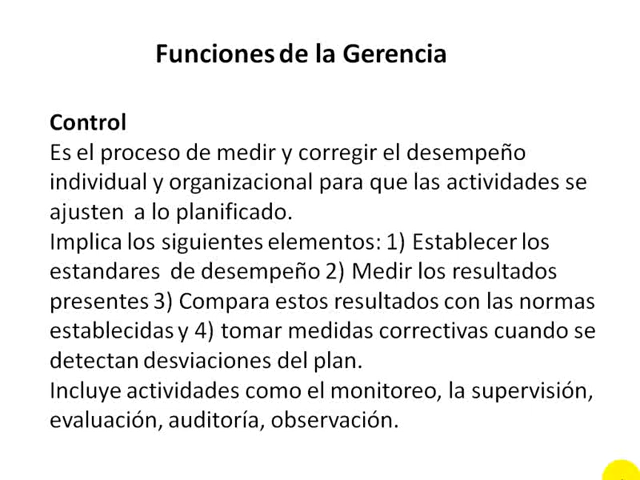 Funciones de la Gerencia
Control
Es el proceso de medir y corregir el desempeño
individual y organizacional para que las actividades se
ajusten a lo planificado.
Implica los siguientes elementos: 1) Establecer los
estandares de desempeño 2) Medir los resultados
presentes 3) Compara estos resultados con las normas
establecidas y 4) tomar medidas correctivas cuando se
detectan desviaciones del plan.
Incluye actividades como el monitoreo, la supervisión,
evaluación, auditoría, observación.